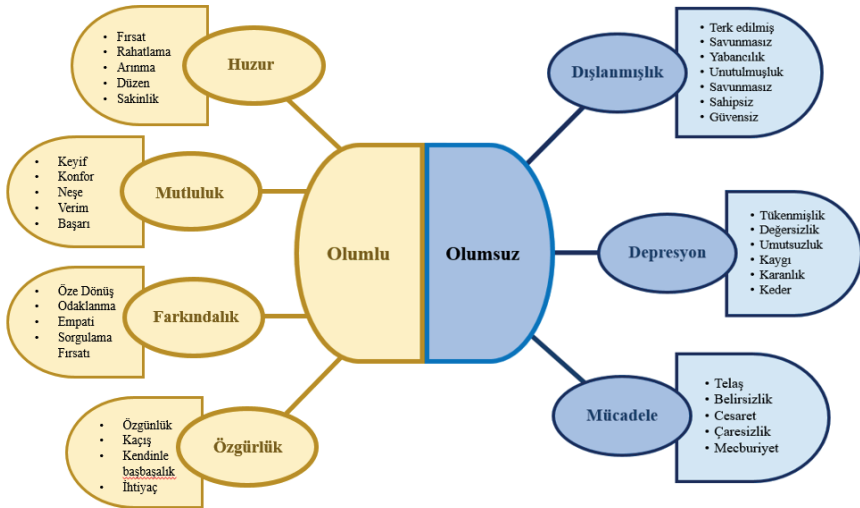 • Fırsat
• Rahatlama
• Arınma
• Düzen
• Sakinlik
Huzur
• Keyif
• Konfor
• Neşe
• Verim
• Başarı
Mutluluk
• Öze Dönüş
• Odaklanma
• Empati
• Sorgulama
Fırsatı
Farkındalık
• Özgünlük
• Kaçış
• Kendinle
başbaşalık
• İhtiyaç
Özgürlük
Olumlu
Olumsuz
Dışlanmışlık
• Terk edilmiş
• Savunmasız
• Yabancılık
• Unutulmuşluk
• Savunmasız
• Sahipsiz
• Güvensiz
Depresyon
• Tükenmişlik
• Değersizlik
• Umutsuzluk
• Kaygı
• Karanlık
• Keder
Mücadele
• Telaş
• Belirsizlik
• Cesaret
• Çaresizlik
• Mecburiyet